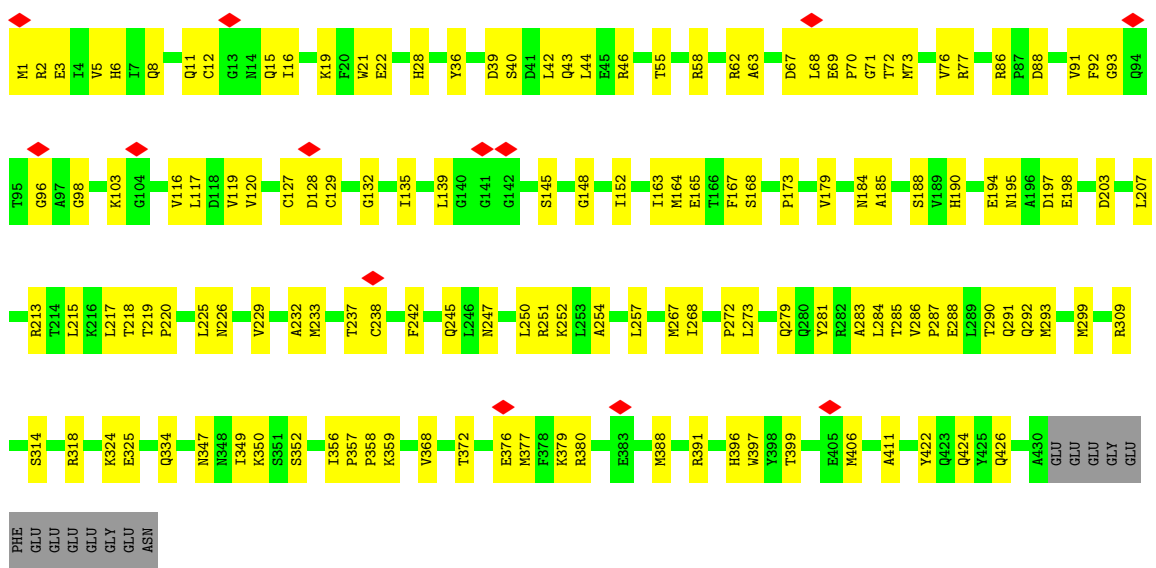 M1 R2 E3 I4 V5 H6 I7 Q8 Q11 C12 G13 N14 Q15 I16 K19 F20 W21 E22 H28 Y36 D39 S40 D41 L42 Q43 L44 E45 R46 T55 R58 R62 A63 D67 L68 E69 P70 G71 T72 M73 V76 R77 R86 P87 D88 V91 F92 G93 Q94
T95 G96 A97 G98 K103 G104 V116 L117 D118 V119 V120 C127 D128 C129 G132 I135 L139 G140 G141 G142 S145 G148 I152 I163 M164 E165 T166 F167 S168 P173 V179 N184 A185 S188 V189 H190 E194 N195 A196 D197 E198 D203 L207
R213 T214 L215 K216 L217 T218 T219 P220 L225 N226 V229 A232 M233 T237 C238 F242 Q245 L246 N247 L250 R251 K252 L253 A254 L257 M267 I268 P272 L273 Q279 Q280 Y281 R282 A283 L284 T285 V286 P287 E288 L289 T290 Q291 Q292 M293 M299 R309
S314 R318 K324 E325 Q334 N347 N348 I349 K350 S351 S352 I356 P357 P358 K359 V368 T372 E376 M377 F378 K379 R380 E383 M388 R391 H396 W397 Y398 T399 E405 M406 A411 Y422 Q423 Q424 Y425 Q426 A430 GLU GLU GLU GLY GLU
PHE GLU GLU GLU GLU GLY GLU ASN